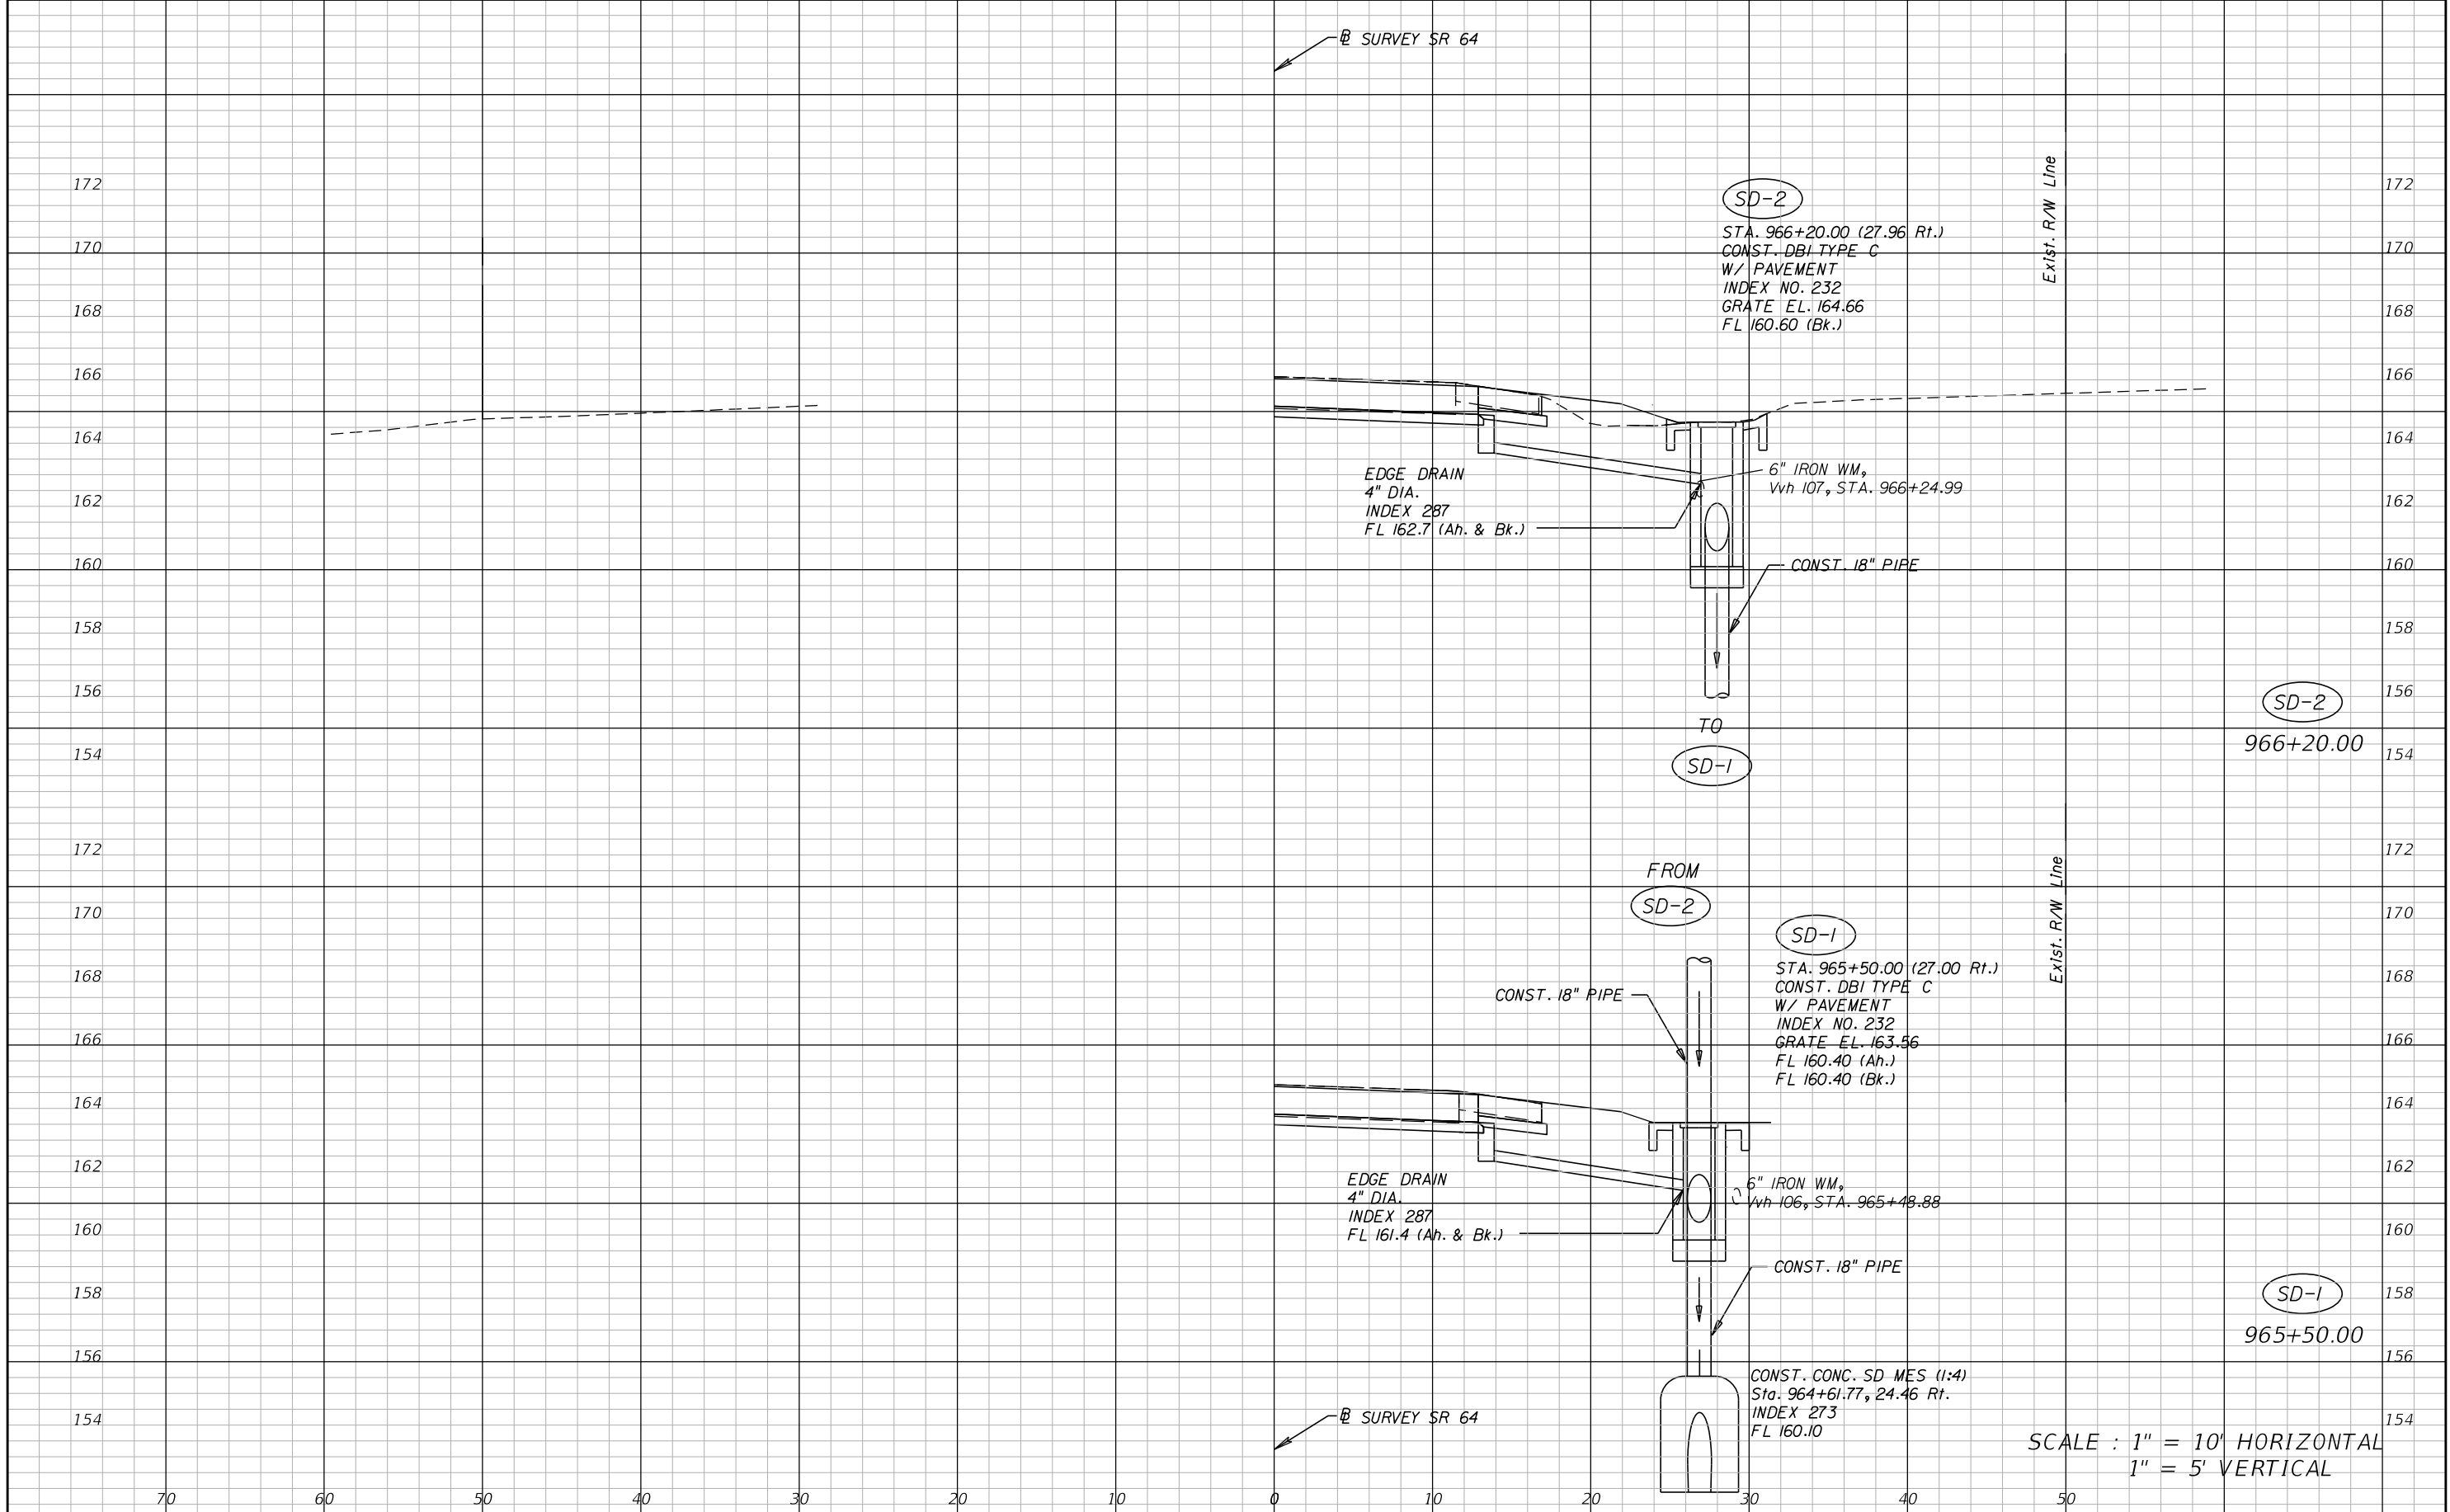 ℄ SURVEY SR 64
172
172
SD-2
Exist. R/W Line
STA. 966+20.00 (27.96 Rt.)
CONST. DBI TYPE C
W/ PAVEMENT
INDEX NO. 232
GRATE EL. 164.66
FL 160.60 (Bk.)
170
170
168
168
166
166
164
164
EDGE DRAIN
4" DIA.
INDEX 287
FL 162.7 (Ah. & Bk.)
6" IRON WM,
Vvh 107, STA. 966+24.99
162
162
160
CONST. 18" PIPE
160
158
158
156
156
TO
SD-1
SD-2
966+20.00
154
154
172
172
FROM
SD-2
Exist. R/W Line
170
170
SD-1
STA. 965+50.00 (27.00 Rt.)
CONST. DBI TYPE C
W/ PAVEMENT
INDEX NO. 232
GRATE EL. 163.56
FL 160.40 (Ah.)
FL 160.40 (Bk.)
168
168
CONST. 18" PIPE
166
166
164
164
162
162
EDGE DRAIN
4" DIA.
INDEX 287
FL 161.4 (Ah. & Bk.)
6" IRON WM,
Vvh 106, STA. 965+48.88
160
160
CONST. 18" PIPE
158
158
SD-1
965+50.00
156
156
CONST. CONC. SD MES (1:4)
Sta. 964+61.77, 24.46 Rt.
INDEX 273
FL 160.10
154
154
℄ SURVEY SR 64
SCALE : 1" = 10' HORIZONTAL
1" = 5' VERTICAL
70 60 50 40 30 20 10 0 10 20 30 40 50